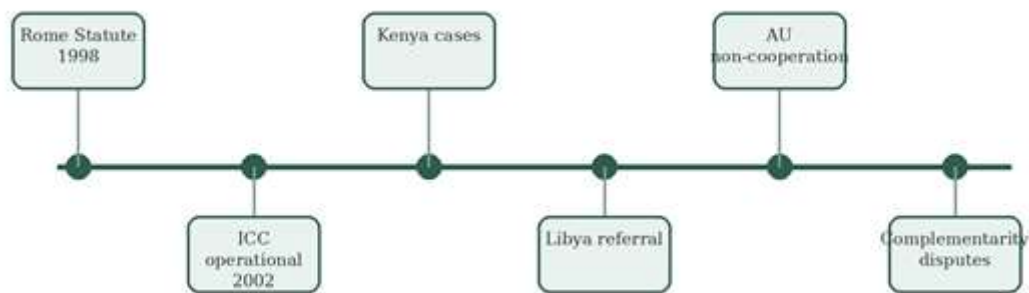 Rome Statute
1998
ICC
operational
2002
Kenya cases
Libya referral
AU
non-cooperation
Complementarity
disputes